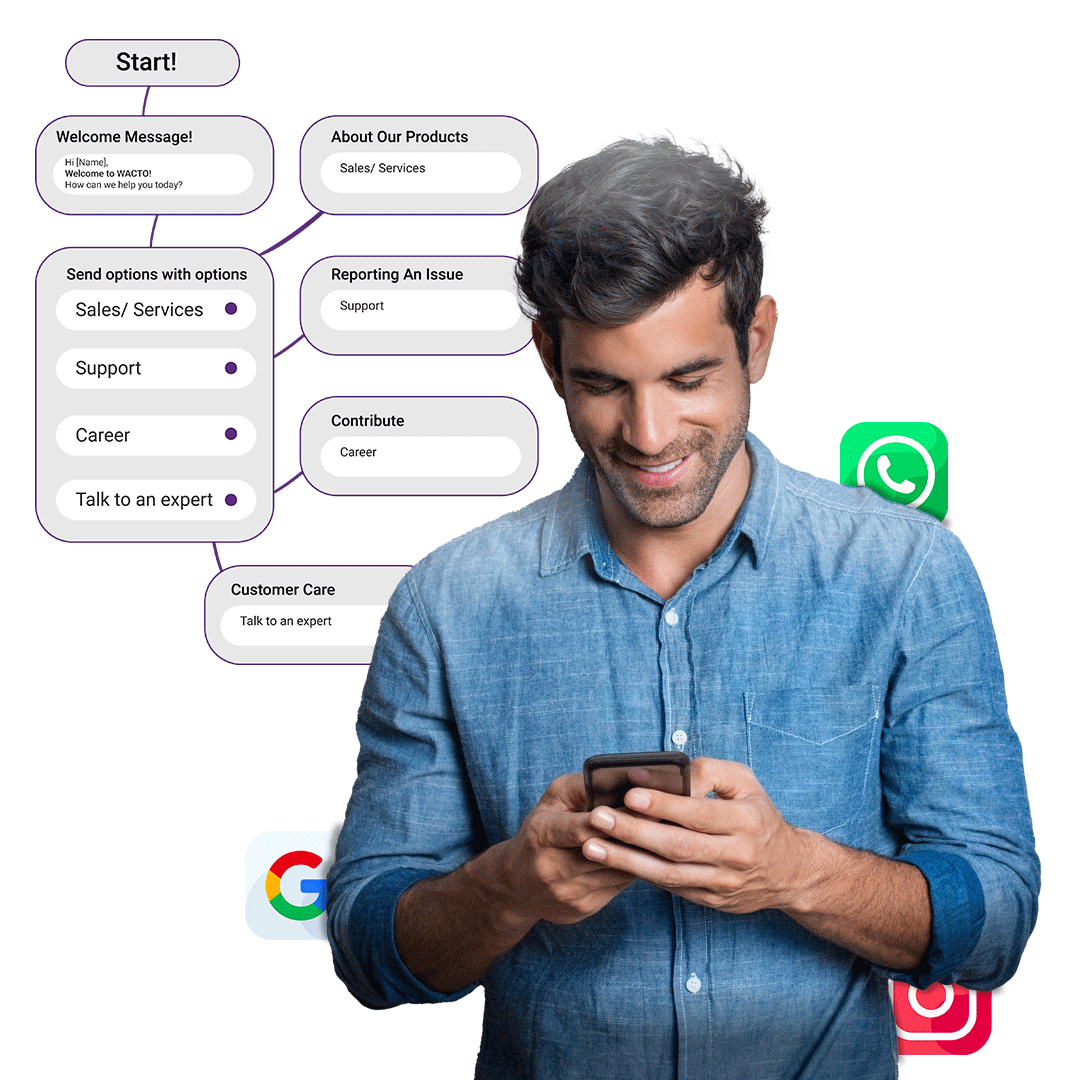 Start!
Welcome Message!
Hi [Name],
Welcome to WACTO!
How can we help you today?
About Our Products
Sales/ Services
Send options with options
Sales/ Services
Support
Career
Talk to an expert
Reporting An Issue
Support
Contribute
Career
Customer Care
Talk to an expert
G